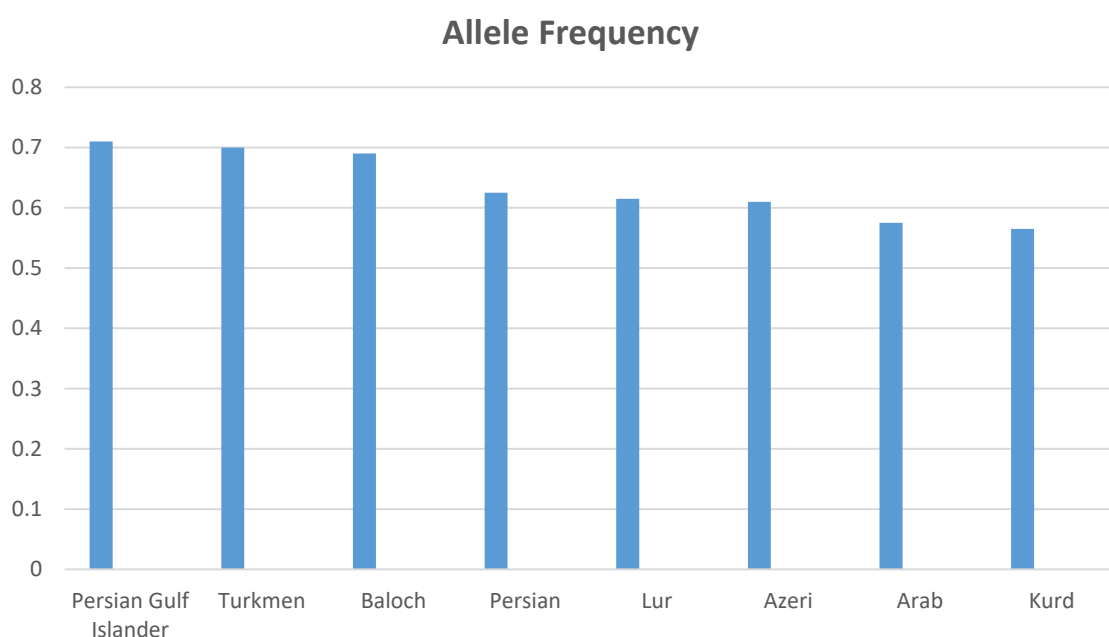 Allele Frequency
0.8
0.7
0.6
0.5
0.4
0.3
0.2
0.1
0
Persian Gulf Islander
Turkmen
Baloch
Persian
Lur
Azeri
Arab
Kurd